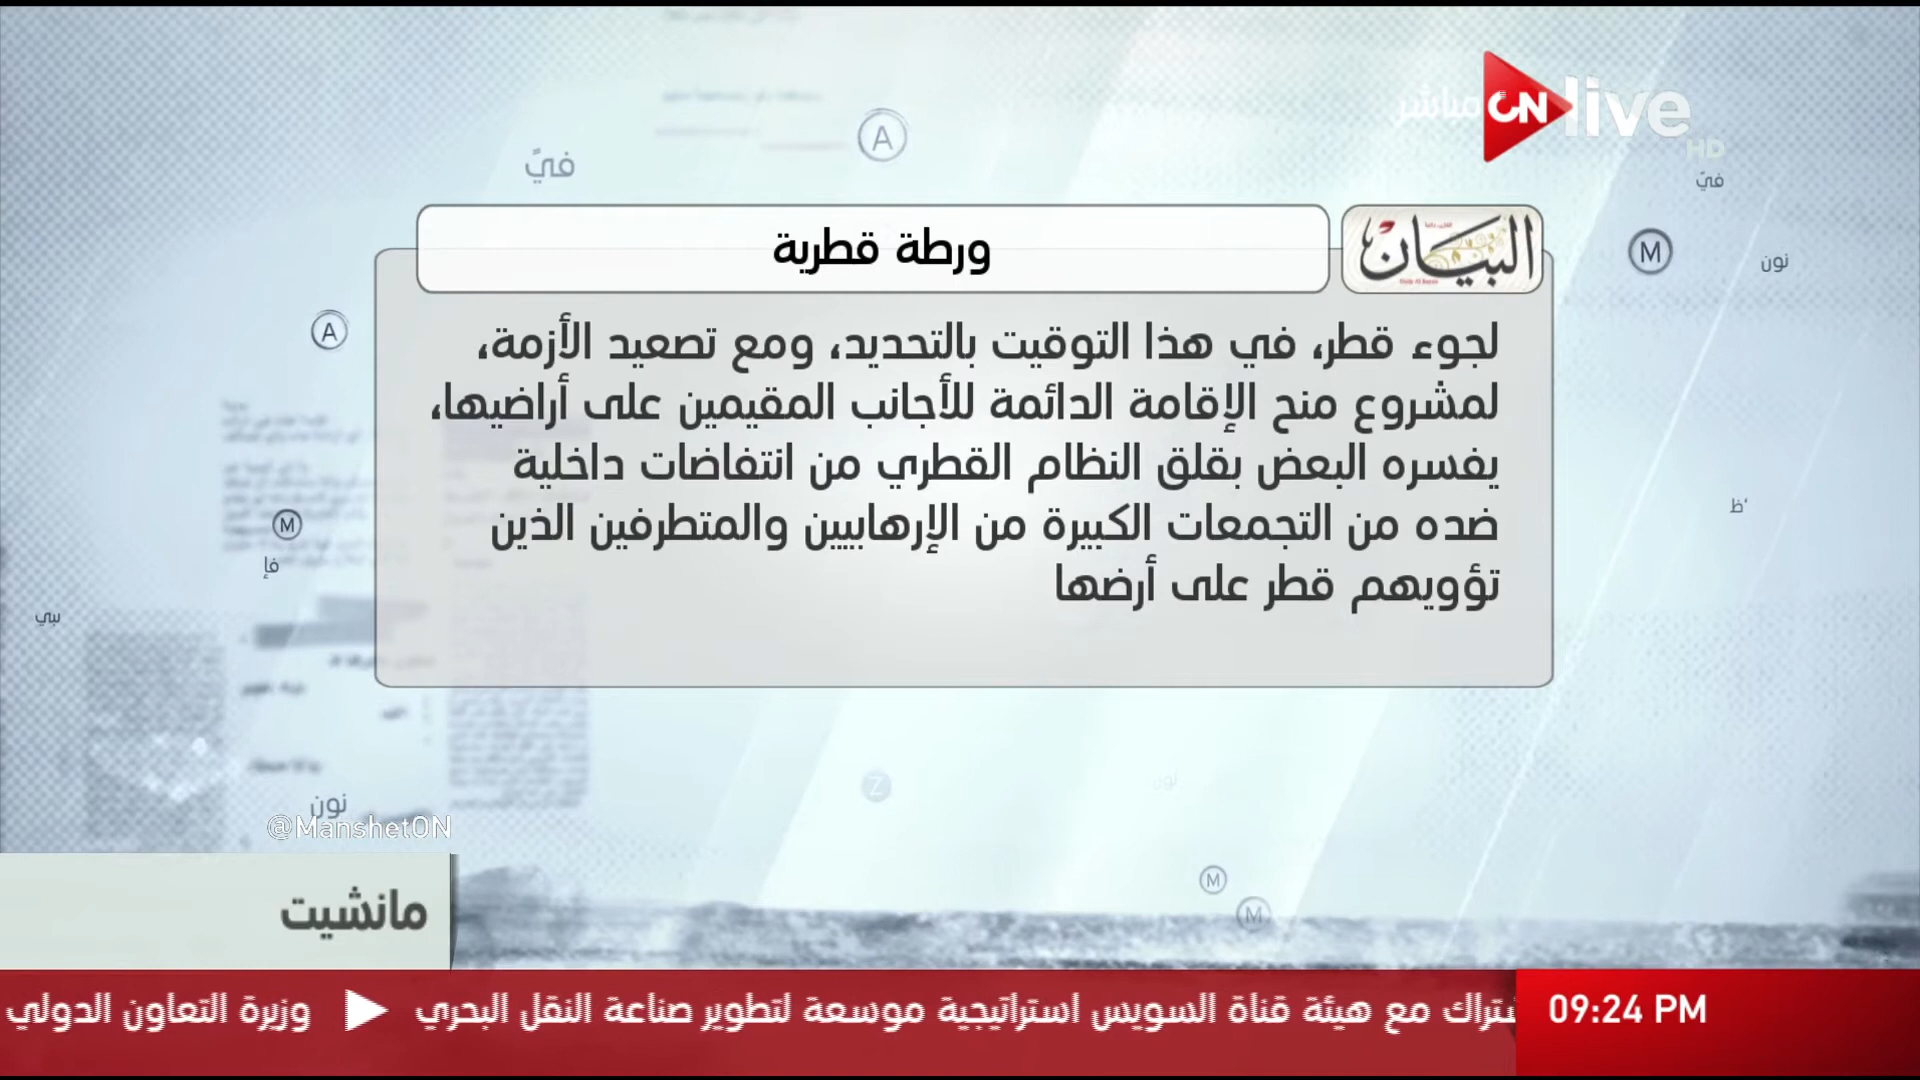 مباشر ON live
HD
البيان
ورطة قطرية
لجوء قطر، في هذا التوقيت بالتحديد، ومع تصعيد الأزمة،
لمشروع منح الإقامة الدائمة للأجانب المقيمين على أراضيها،
يفسره البعض بقلق النظام القطري من انتفاضات داخلية
ضده من التجمعات الكبيرة من الإرهابيين والمتطرفين الذين
تؤويهم قطر على أرضها
A
M
نون
A
M
نون
Z
نون
M
M
@ManshetON
مانشيت
شتراك مع هيئة قناة السويس استراتيجية موسعة لتطوير صناعة النقل البحري
وزيرة التعاون الدولي
09:24 PM